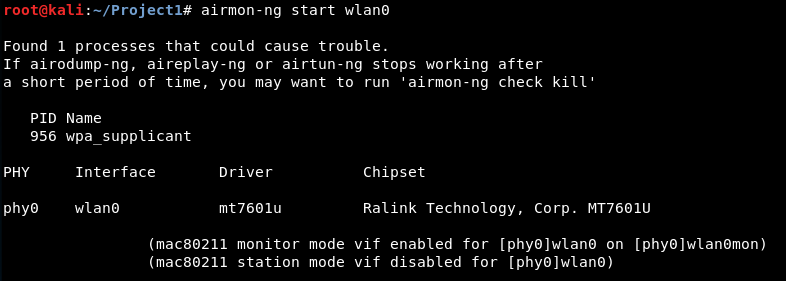 root@kali:~/Project1# airmon-ng start wlan0
Found 1 processes that could cause trouble.
If airodump-ng, aireplay-ng or airtun-ng stops working after
a short period of time, you may want to run 'airmon-ng check kill'
PID Name
956 wpa_supplicant
PHY Interface Driver Chipset
phy0 wlan0 mt7601u Ralink Technology, Corp. MT7601U
(mac80211 monitor mode vif enabled for [phy0]wlan0 on [phy0]wlan0mon)
(mac80211 station mode vif disabled for [phy0]wlan0)